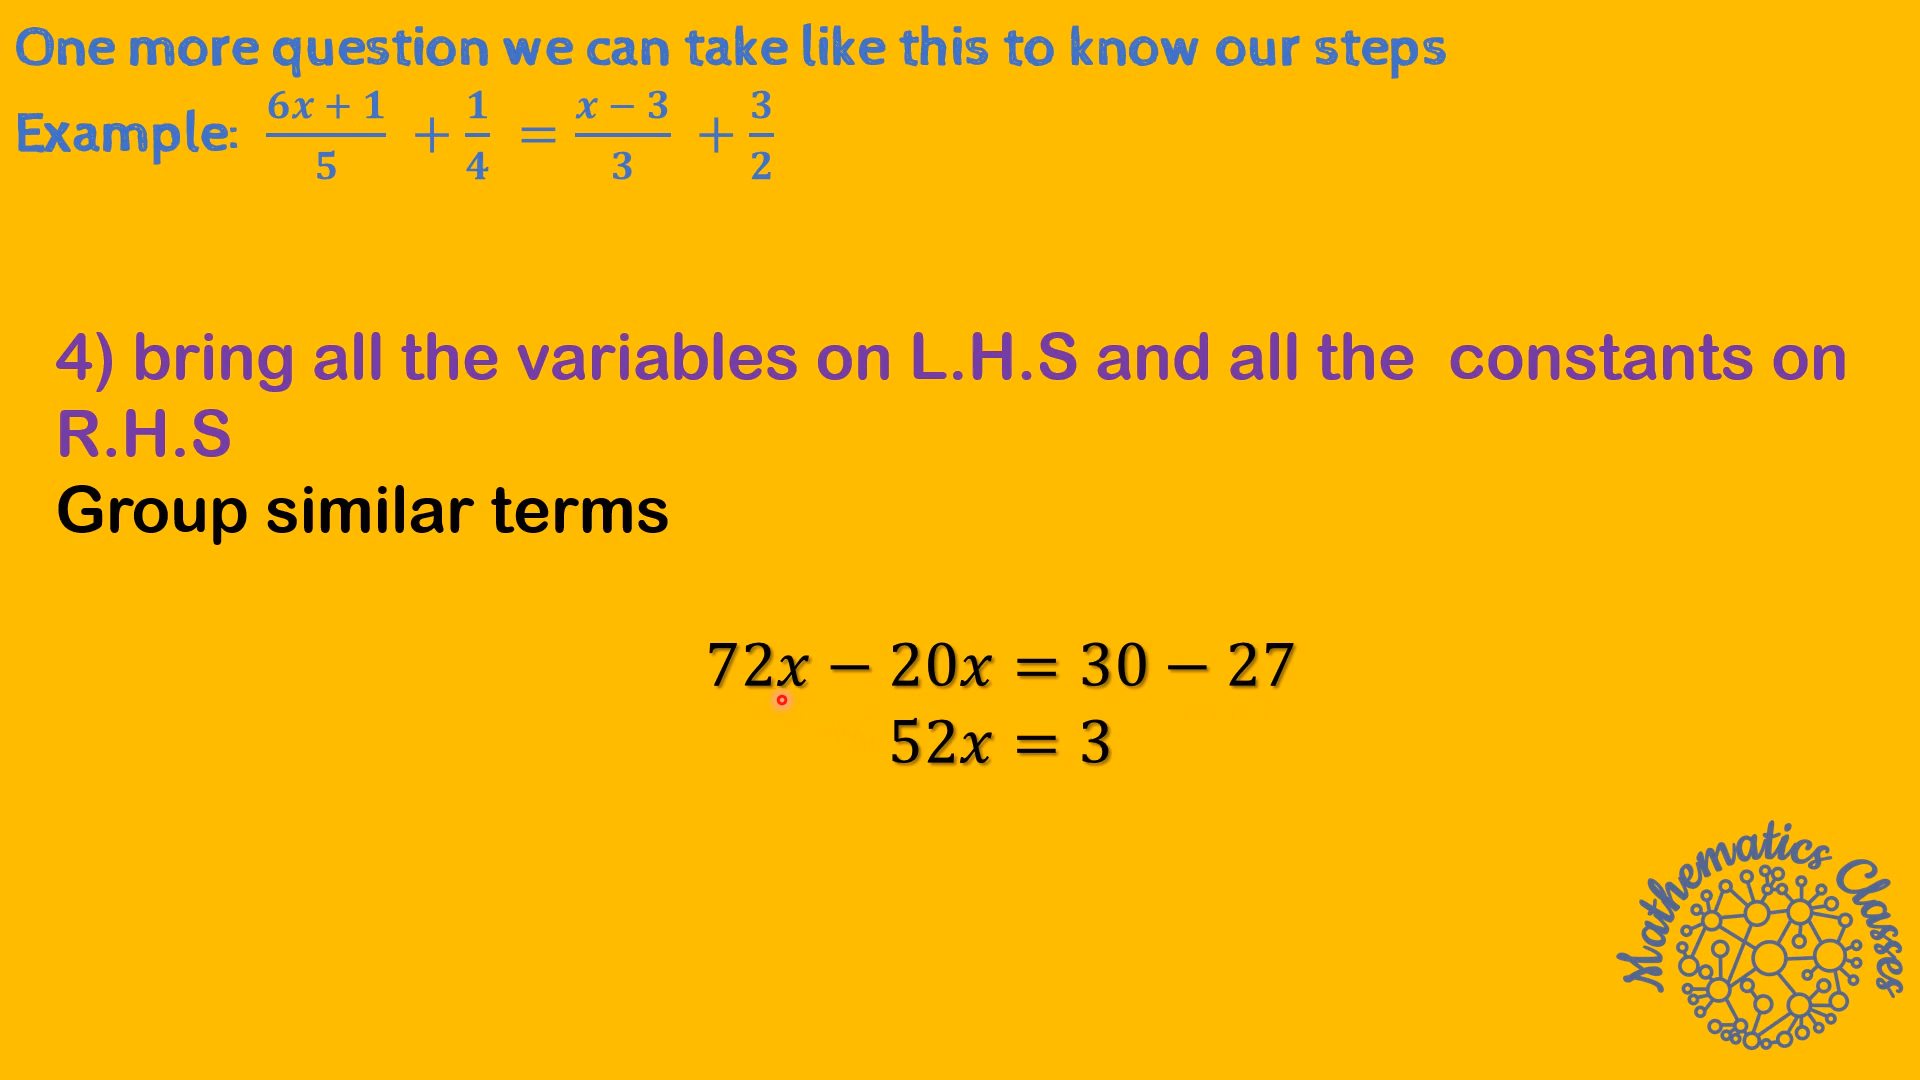 One more question we can take like this to know our steps
Example: (6x + 1)/5 + 1/4 = (x − 3)/3 + 3/2
4) bring all the variables on L.H.S and all the constants on
R.H.S
Group similar terms
72x − 20x = 30 − 27
52x = 3
Mathematics Classes